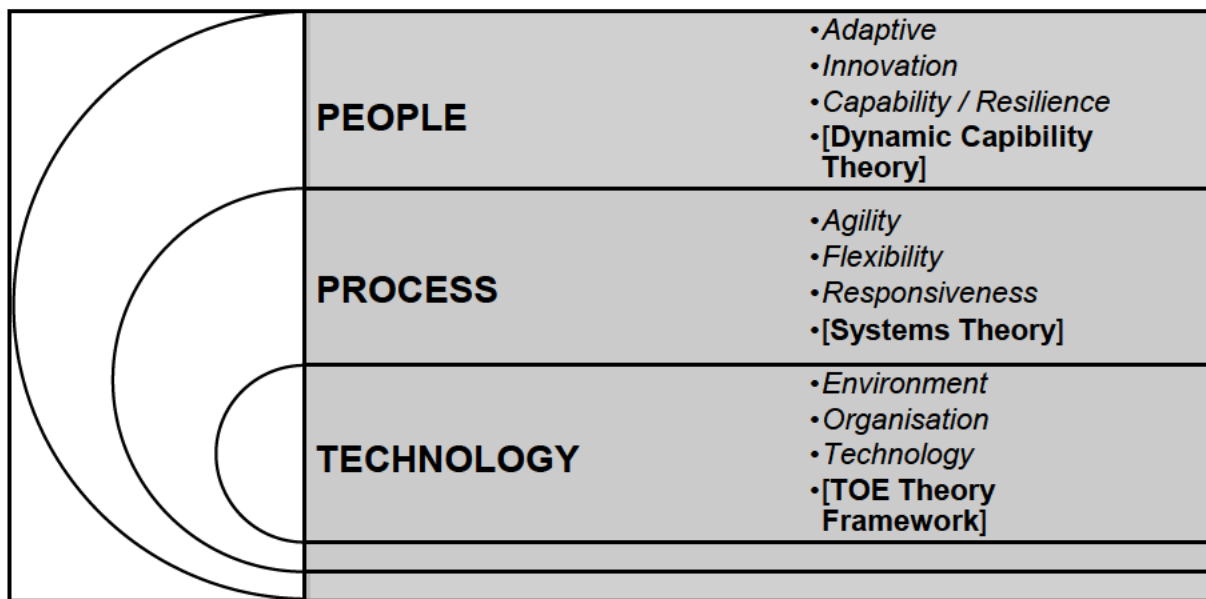 PEOPLE
•Adaptive
•Innovation
•Capability / Resilience
•[Dynamic Capibility
Theory]
PROCESS
•Agility
•Flexibility
•Responsiveness
•[Systems Theory]
TECHNOLOGY
•Environment
•Organisation
•Technology
•[TOE Theory
Framework]